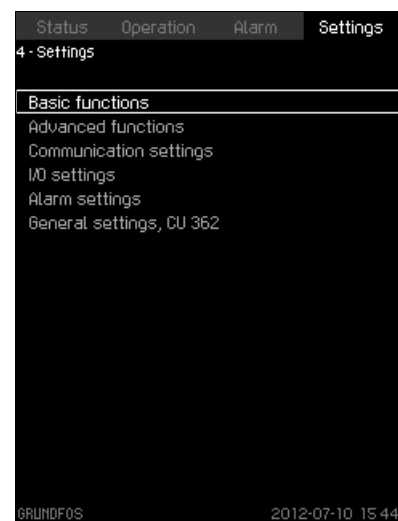 Status Operation Alarm Settings
4 - Settings
Basic functions
Advanced functions
Communication settings
I/O settings
Alarm settings
General settings, CU 362
GRUNDFOS 2012-07-10 15 44